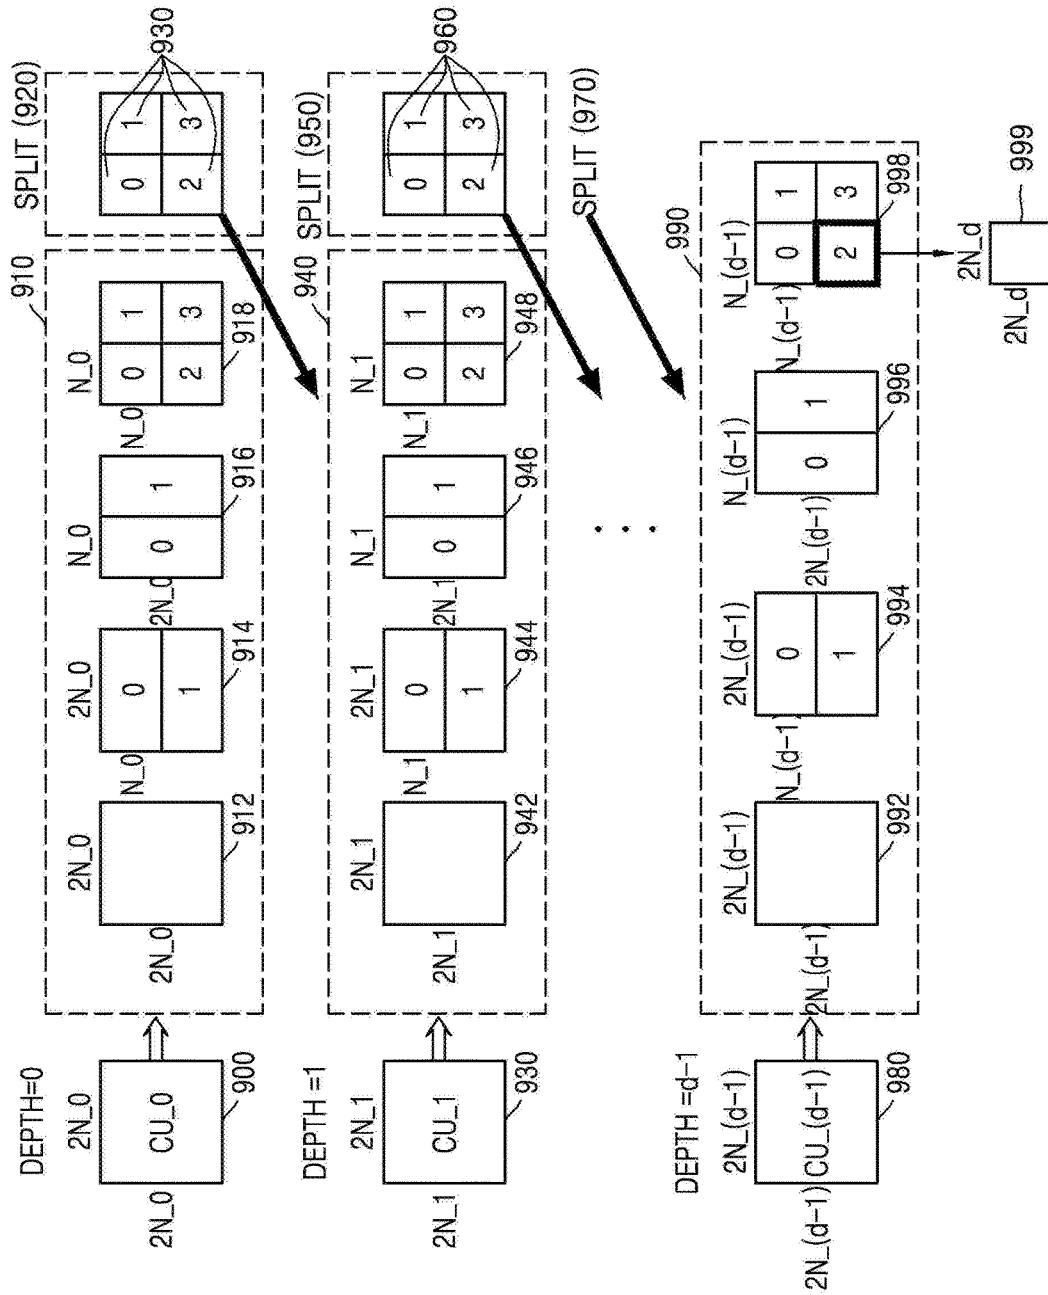 DEPTH=0
2N_0
2N_0
CU_0
900
910
2N_0
2N_0
912
2N_0
N_0
0
1
914
N_0
2N_0
0
1
916
N_0
N_0
0
1
2
3
918
SPLIT (920)
0
1
2
3
930
DEPTH =1
2N_1
2N_1
CU_1
930
940
2N_1
2N_1
942
2N_1
N_1
0
1
944
N_1
2N_1
0
1
946
N_1
N_1
0
1
2
3
948
SPLIT (950)
0
1
2
3
960
SPLIT (970)
DEPTH =d-1
2N_(d-1)
2N_(d-1)
CU_(d-1)
980
990
2N_(d-1)
2N_(d-1)
992
2N_(d-1)
N_(d-1)
0
1
994
N_(d-1)
2N_(d-1)
0
1
996
N_(d-1)
N_(d-1)
0
1
2
3
998
2N_d
2N_d
999